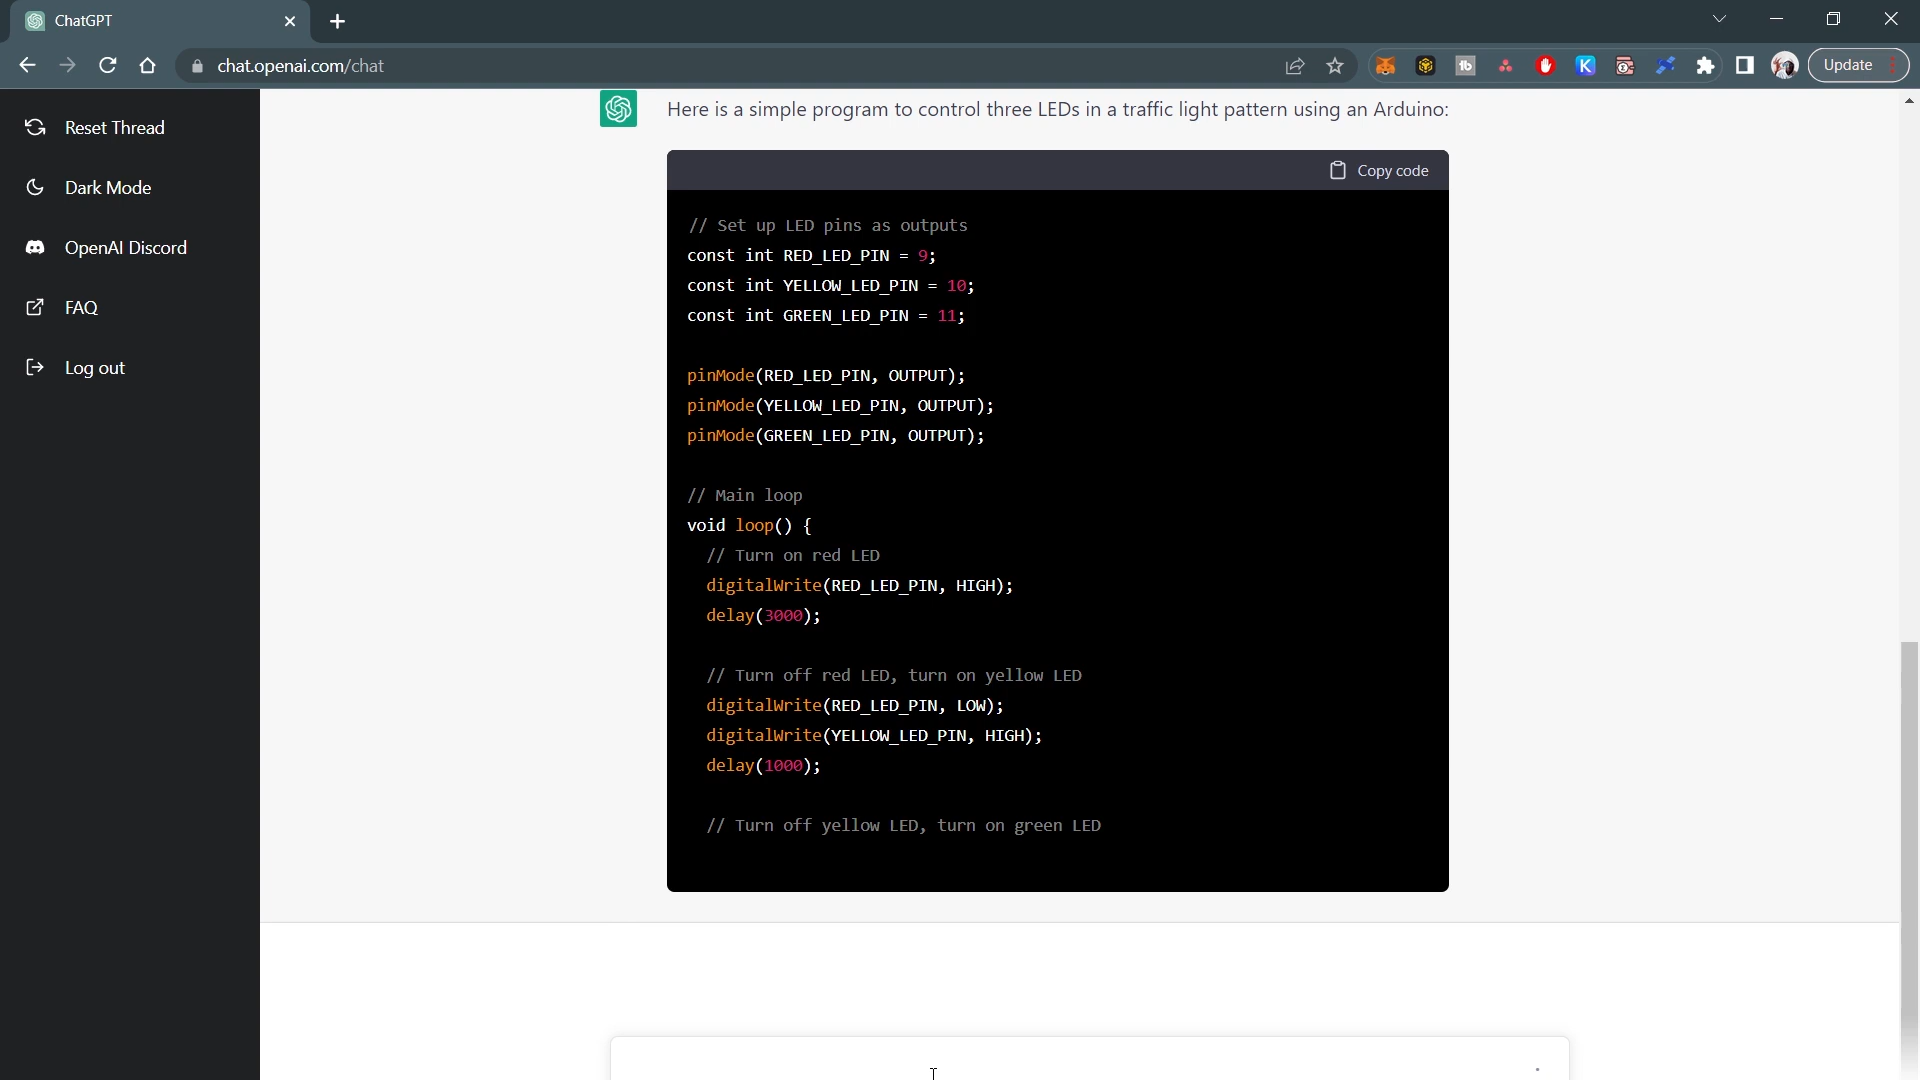 ChatGPT
chat.openai.com/chat
tb
K
Update
Reset Thread
Dark Mode
OpenAI Discord
FAQ
Log out
Here is a simple program to control three LEDs in a traffic light pattern using an Arduino:
Copy code
// Set up LED pins as outputs
const int RED_LED_PIN = 9;
const int YELLOW_LED_PIN = 10;
const int GREEN_LED_PIN = 11;
pinMode(RED_LED_PIN, OUTPUT);
pinMode(YELLOW_LED_PIN, OUTPUT);
pinMode(GREEN_LED_PIN, OUTPUT);
// Main loop
void loop() {
// Turn on red LED
digitalWrite(RED_LED_PIN, HIGH);
delay(3000);
// Turn off red LED, turn on yellow LED
digitalWrite(RED_LED_PIN, LOW);
digitalWrite(YELLOW_LED_PIN, HIGH);
delay(1000);
// Turn off yellow LED, turn on green LED